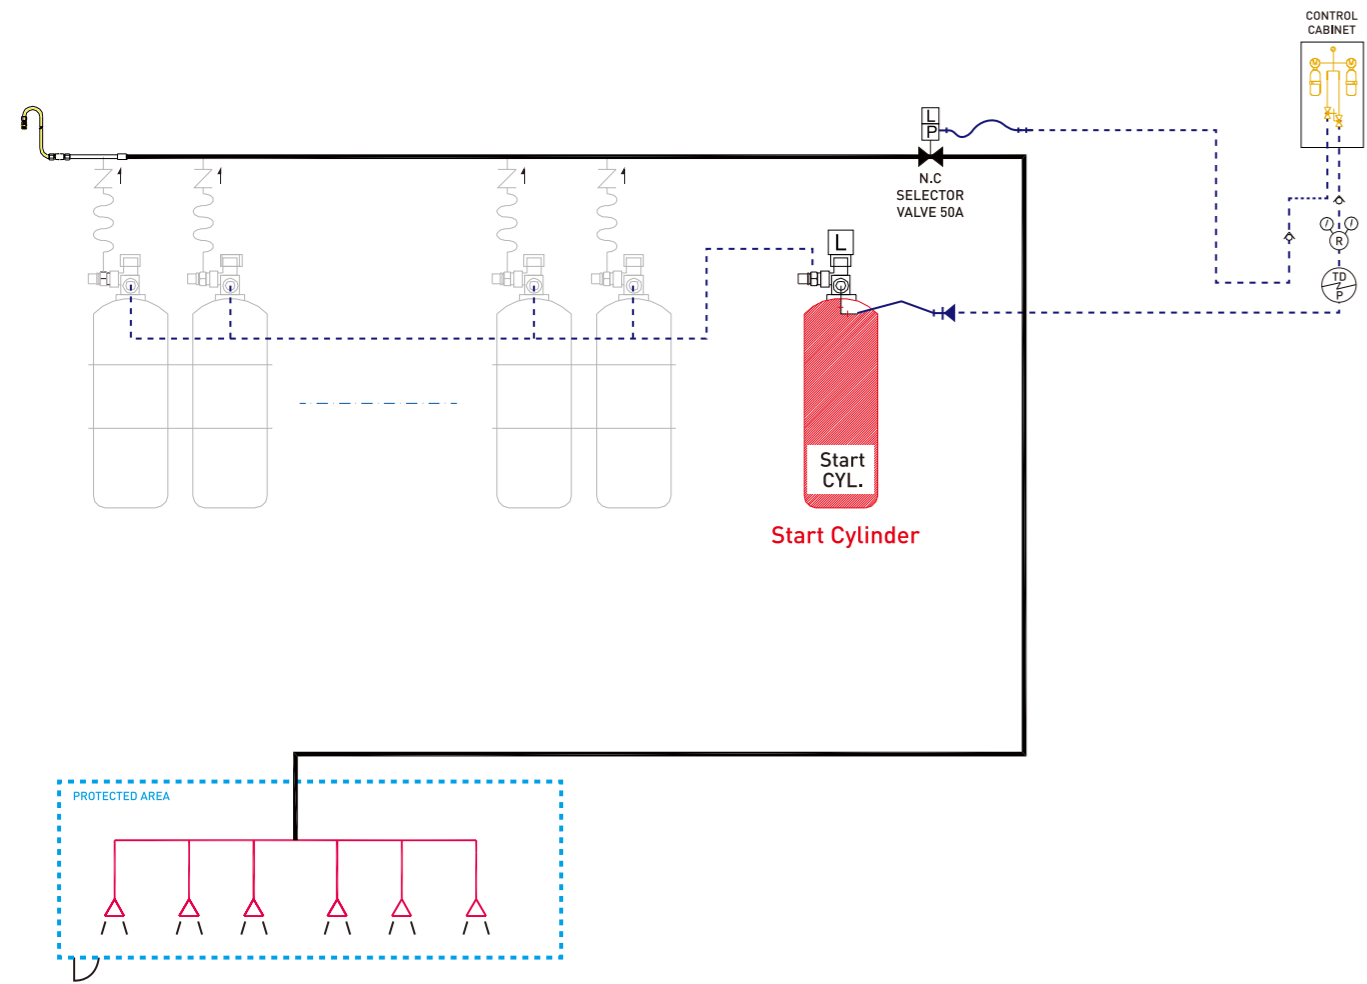 CONTROL
CABINET
L
P
N.C
SELECTOR
VALVE 50A
L
R
TD
P
Start
CYL.
Start Cylinder
PROTECTED AREA